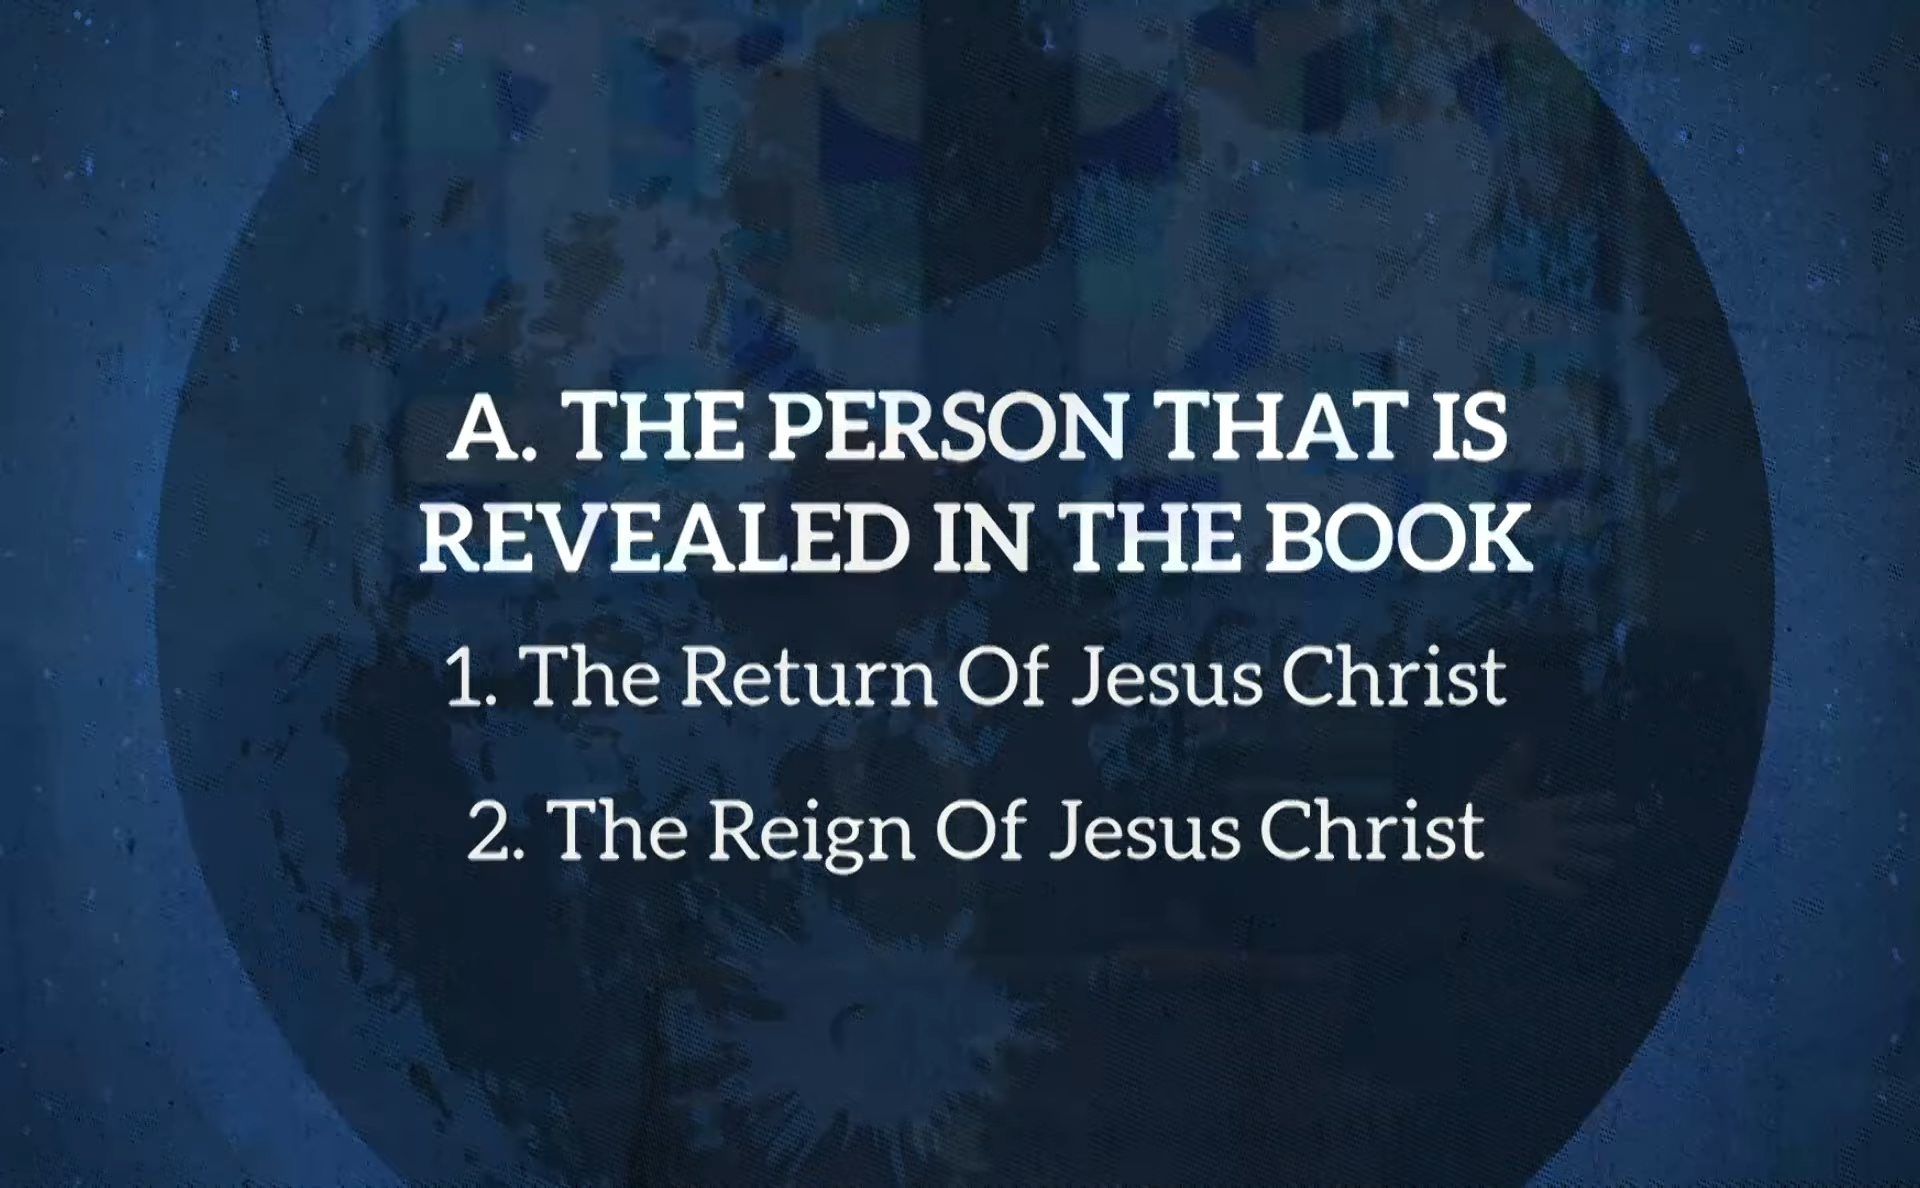 A. THE PERSON THAT IS
REVEALED IN THE BOOK
1. The Return Of Jesus Christ
2. The Reign Of Jesus Christ